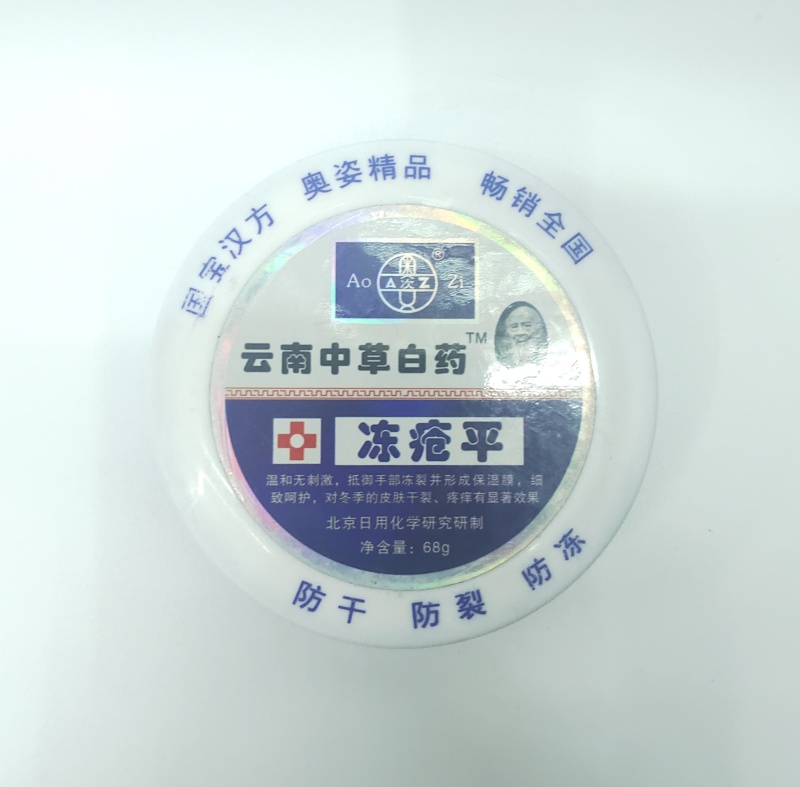 国宝汉方 奥姿精品 畅销全国
Ao AZ Zi ®
云南中草白药™
冻疮平
温和无刺激，抵御手部冻裂并形成保湿膜，细
致呵护，对冬季的皮肤干裂、疼痒有显著效果
北京日用化学研究研制
净含量：68g
防干 防裂 防冻